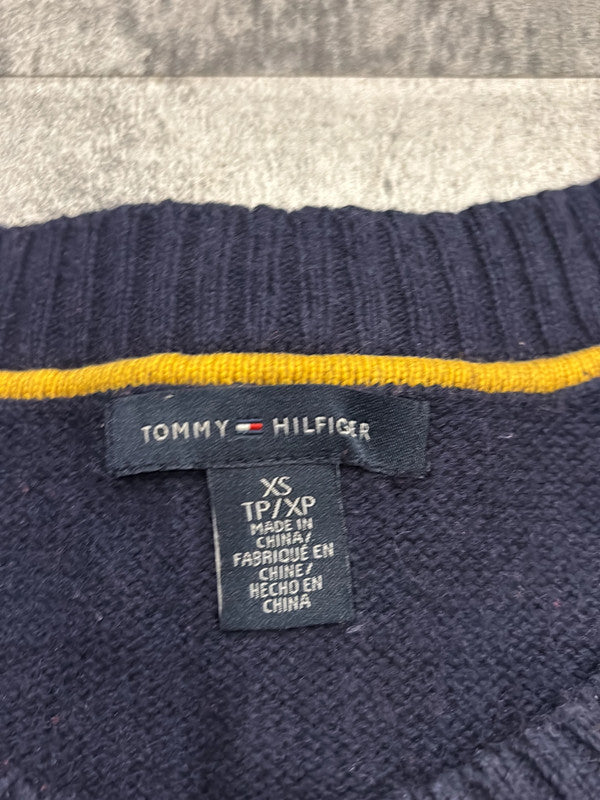 TOMMY HILFIGER
XS
TP/XP
MADE IN
CHINA/
FABRIQUÉ EN
CHINE/
HECHO EN
CHINA